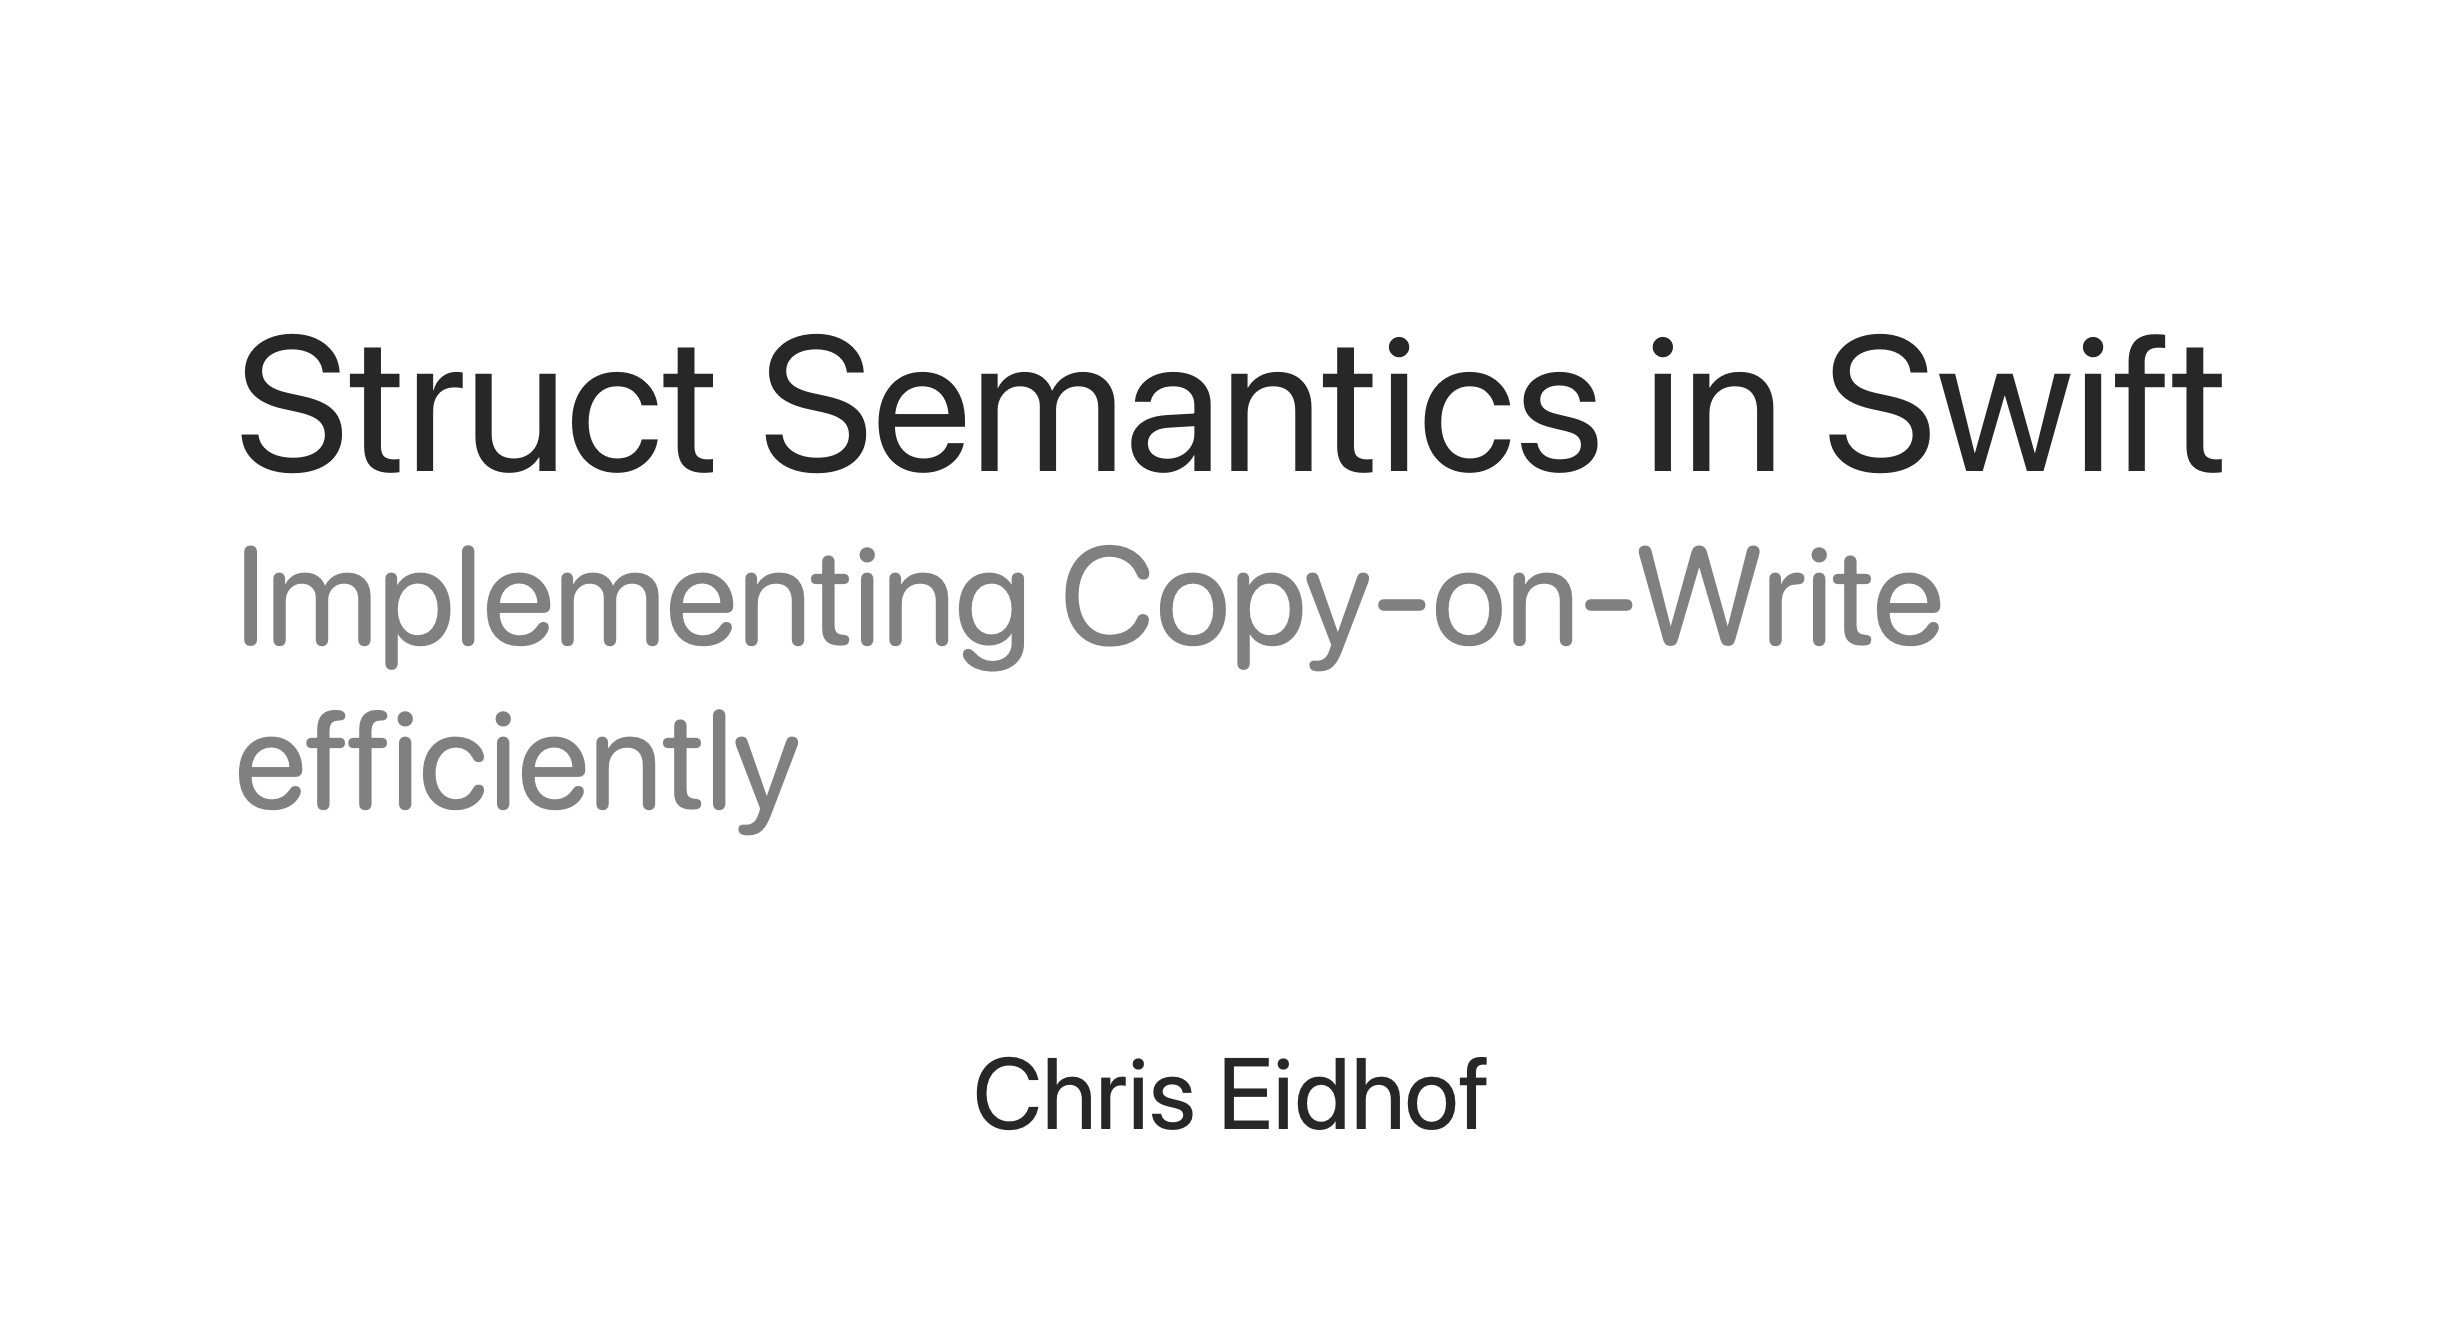 Struct Semantics in Swift
Implementing Copy-on-Write
efficiently
Chris Eidhof